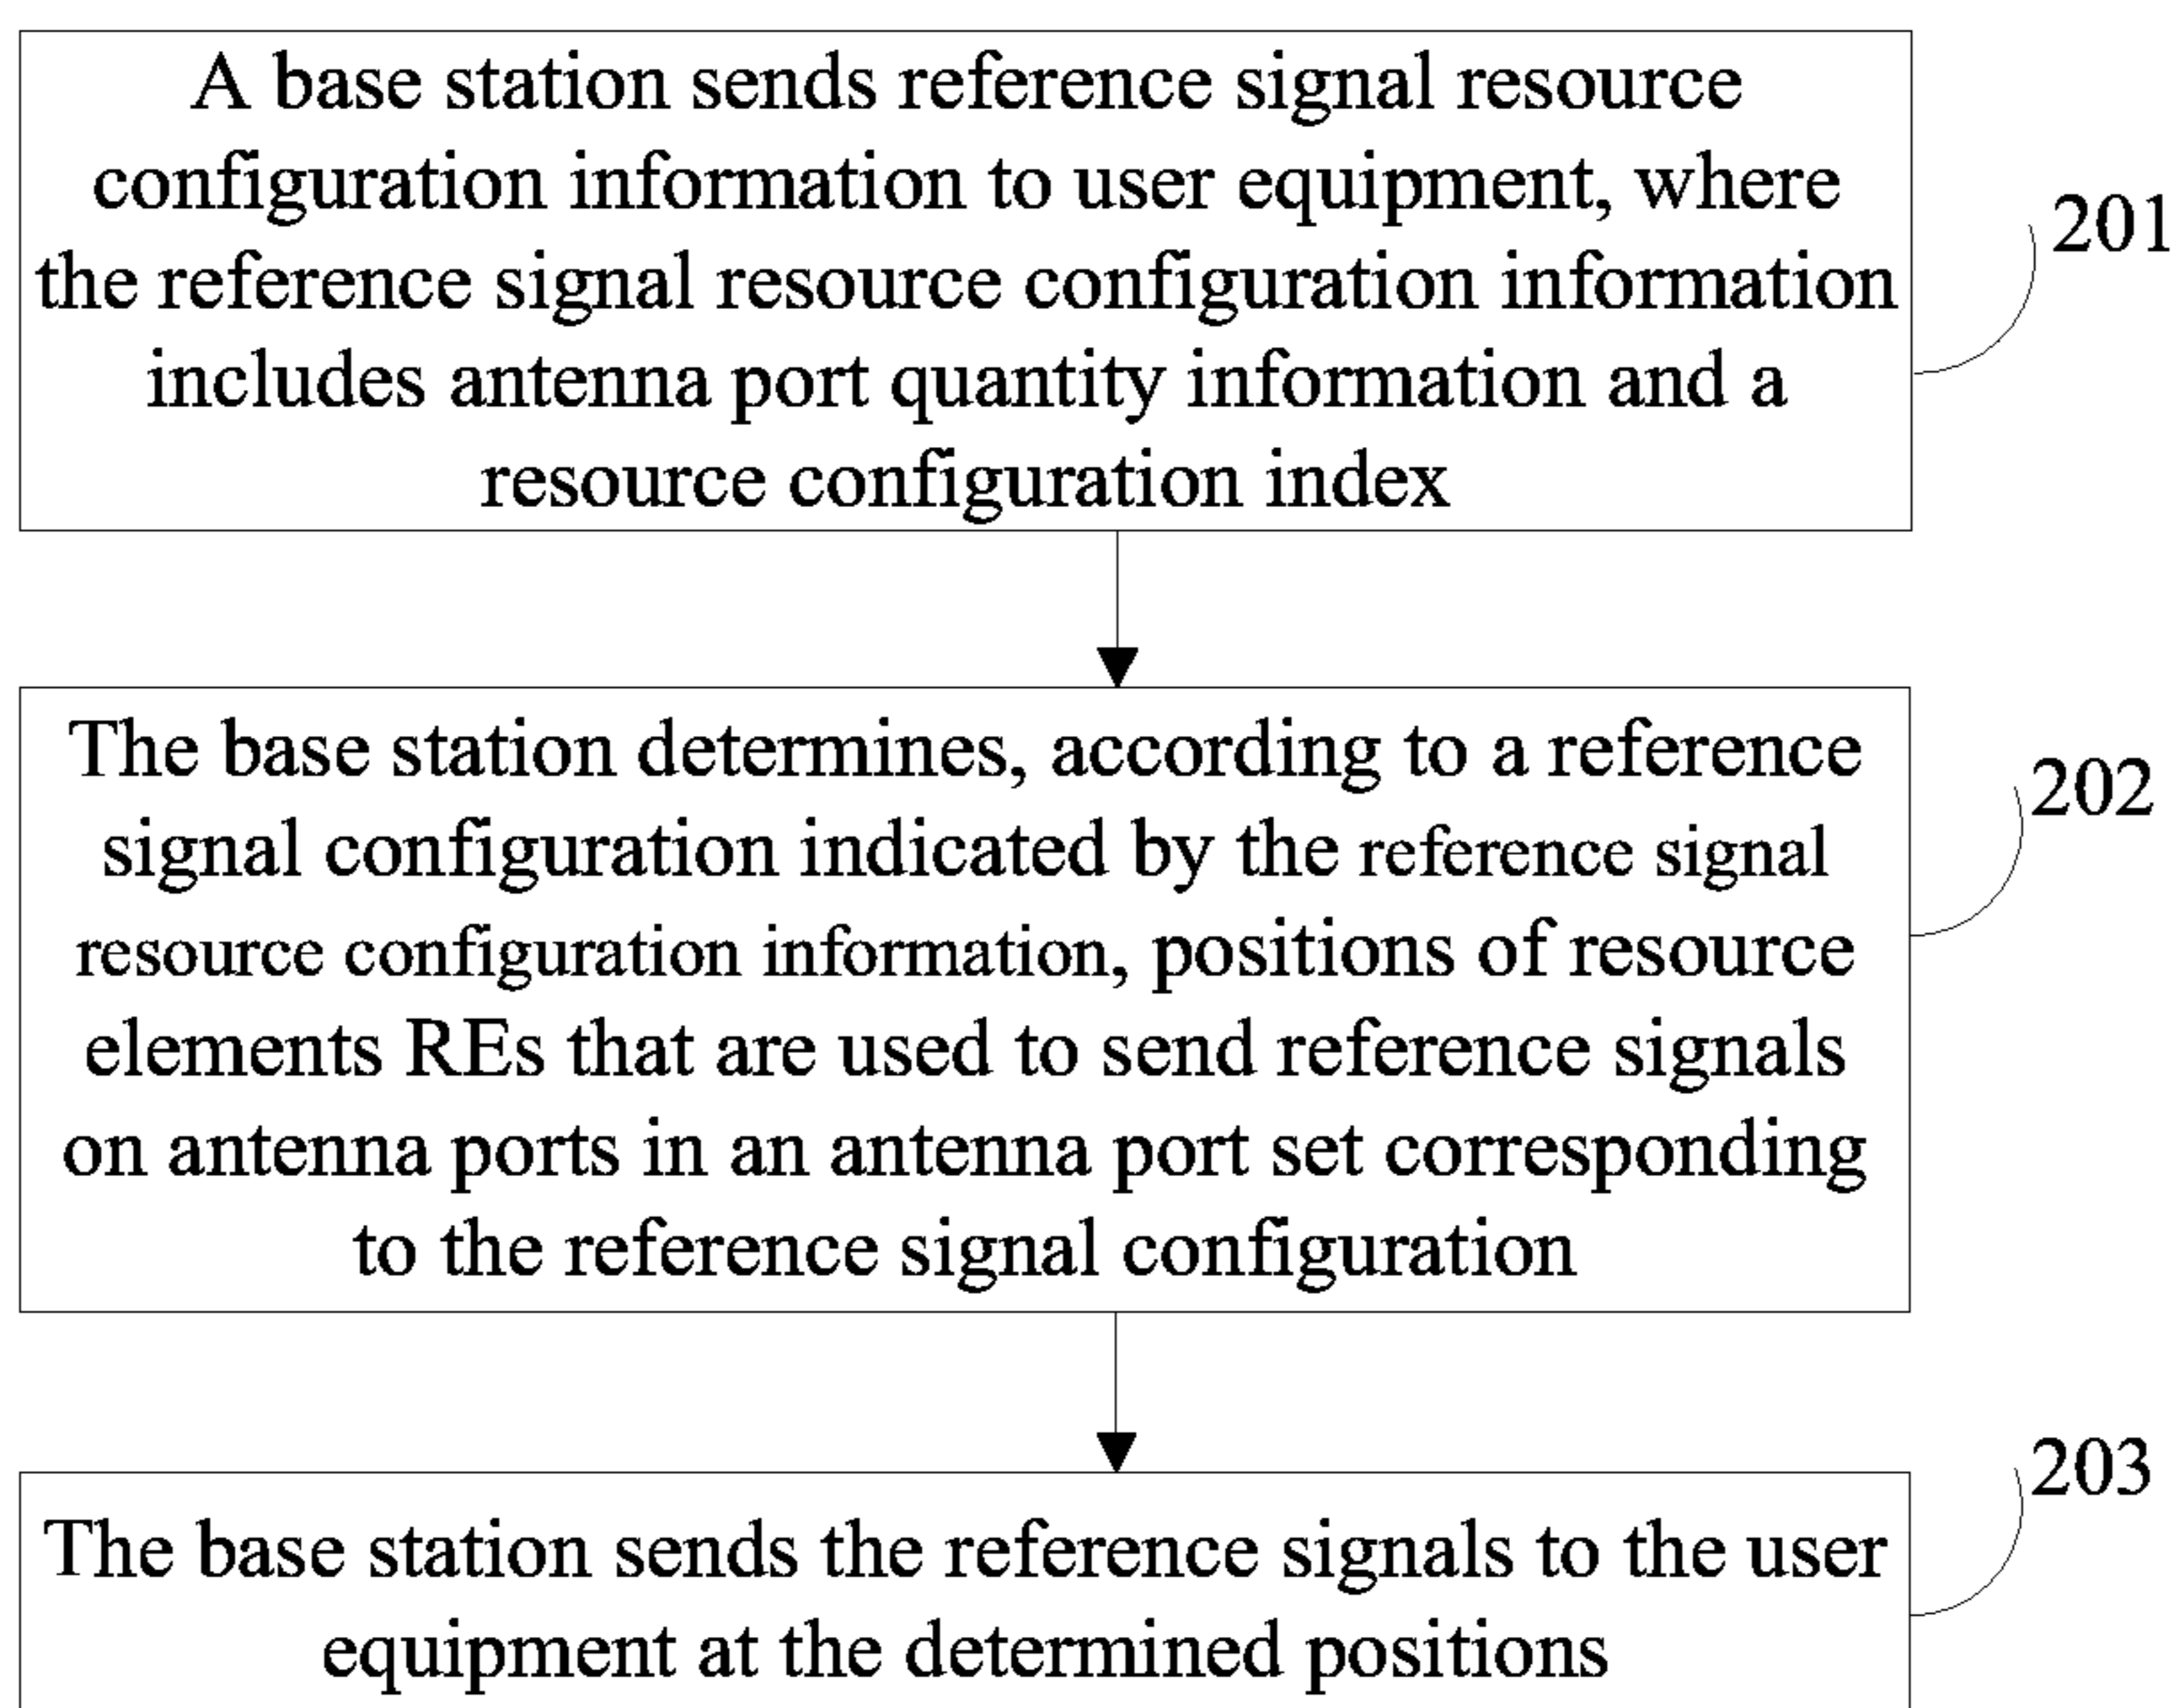 A base station sends reference signal resource
configuration information to user equipment, where
the reference signal resource configuration information
includes antenna port quantity information and a
resource configuration index
201
The base station determines, according to a reference
signal configuration indicated by the reference signal
resource configuration information, positions of resource
elements REs that are used to send reference signals
on antenna ports in an antenna port set corresponding
to the reference signal configuration
202
The base station sends the reference signals to the user
equipment at the determined positions
203